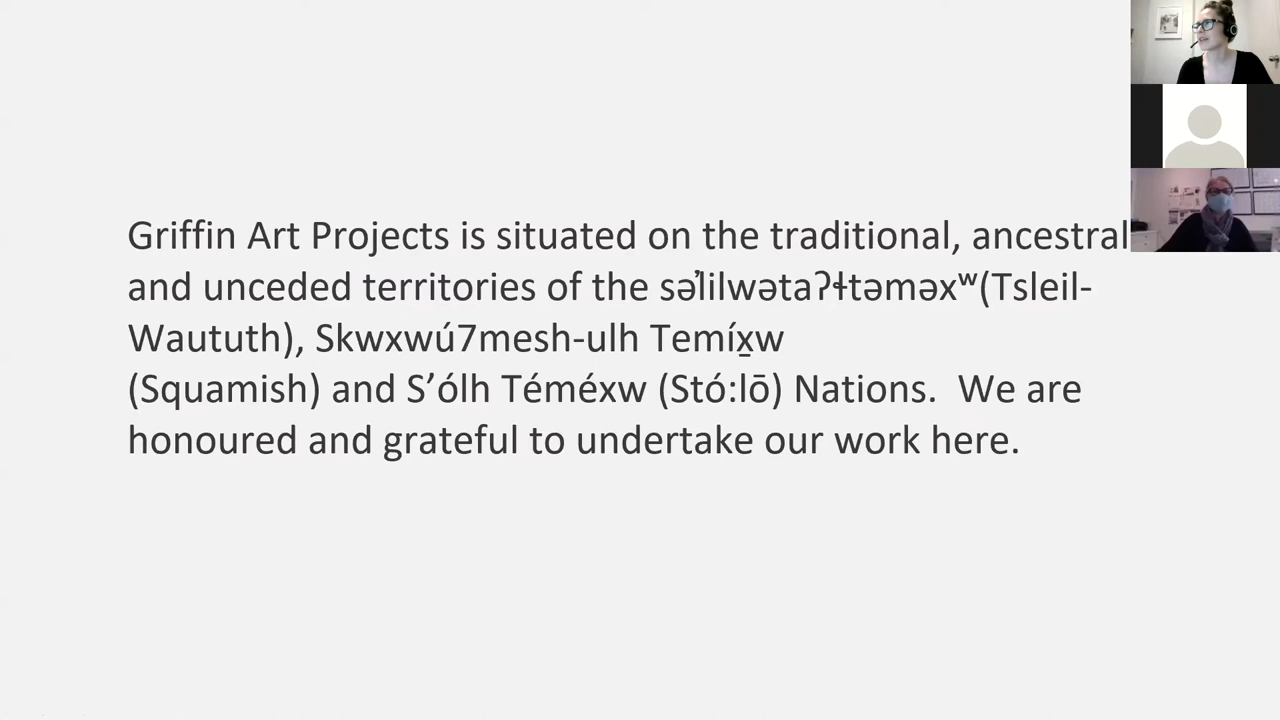 Griffin Art Projects is situated on the traditional, ancestral
and unceded territories of the səl̓ilwətaʔɬtəməxʷ(Tsleil-
Waututh), Skwxwú7mesh-ulh Temíx̱w
(Squamish) and S’ólh Téméxw (Stó:lō) Nations.  We are
honoured and grateful to undertake our work here.